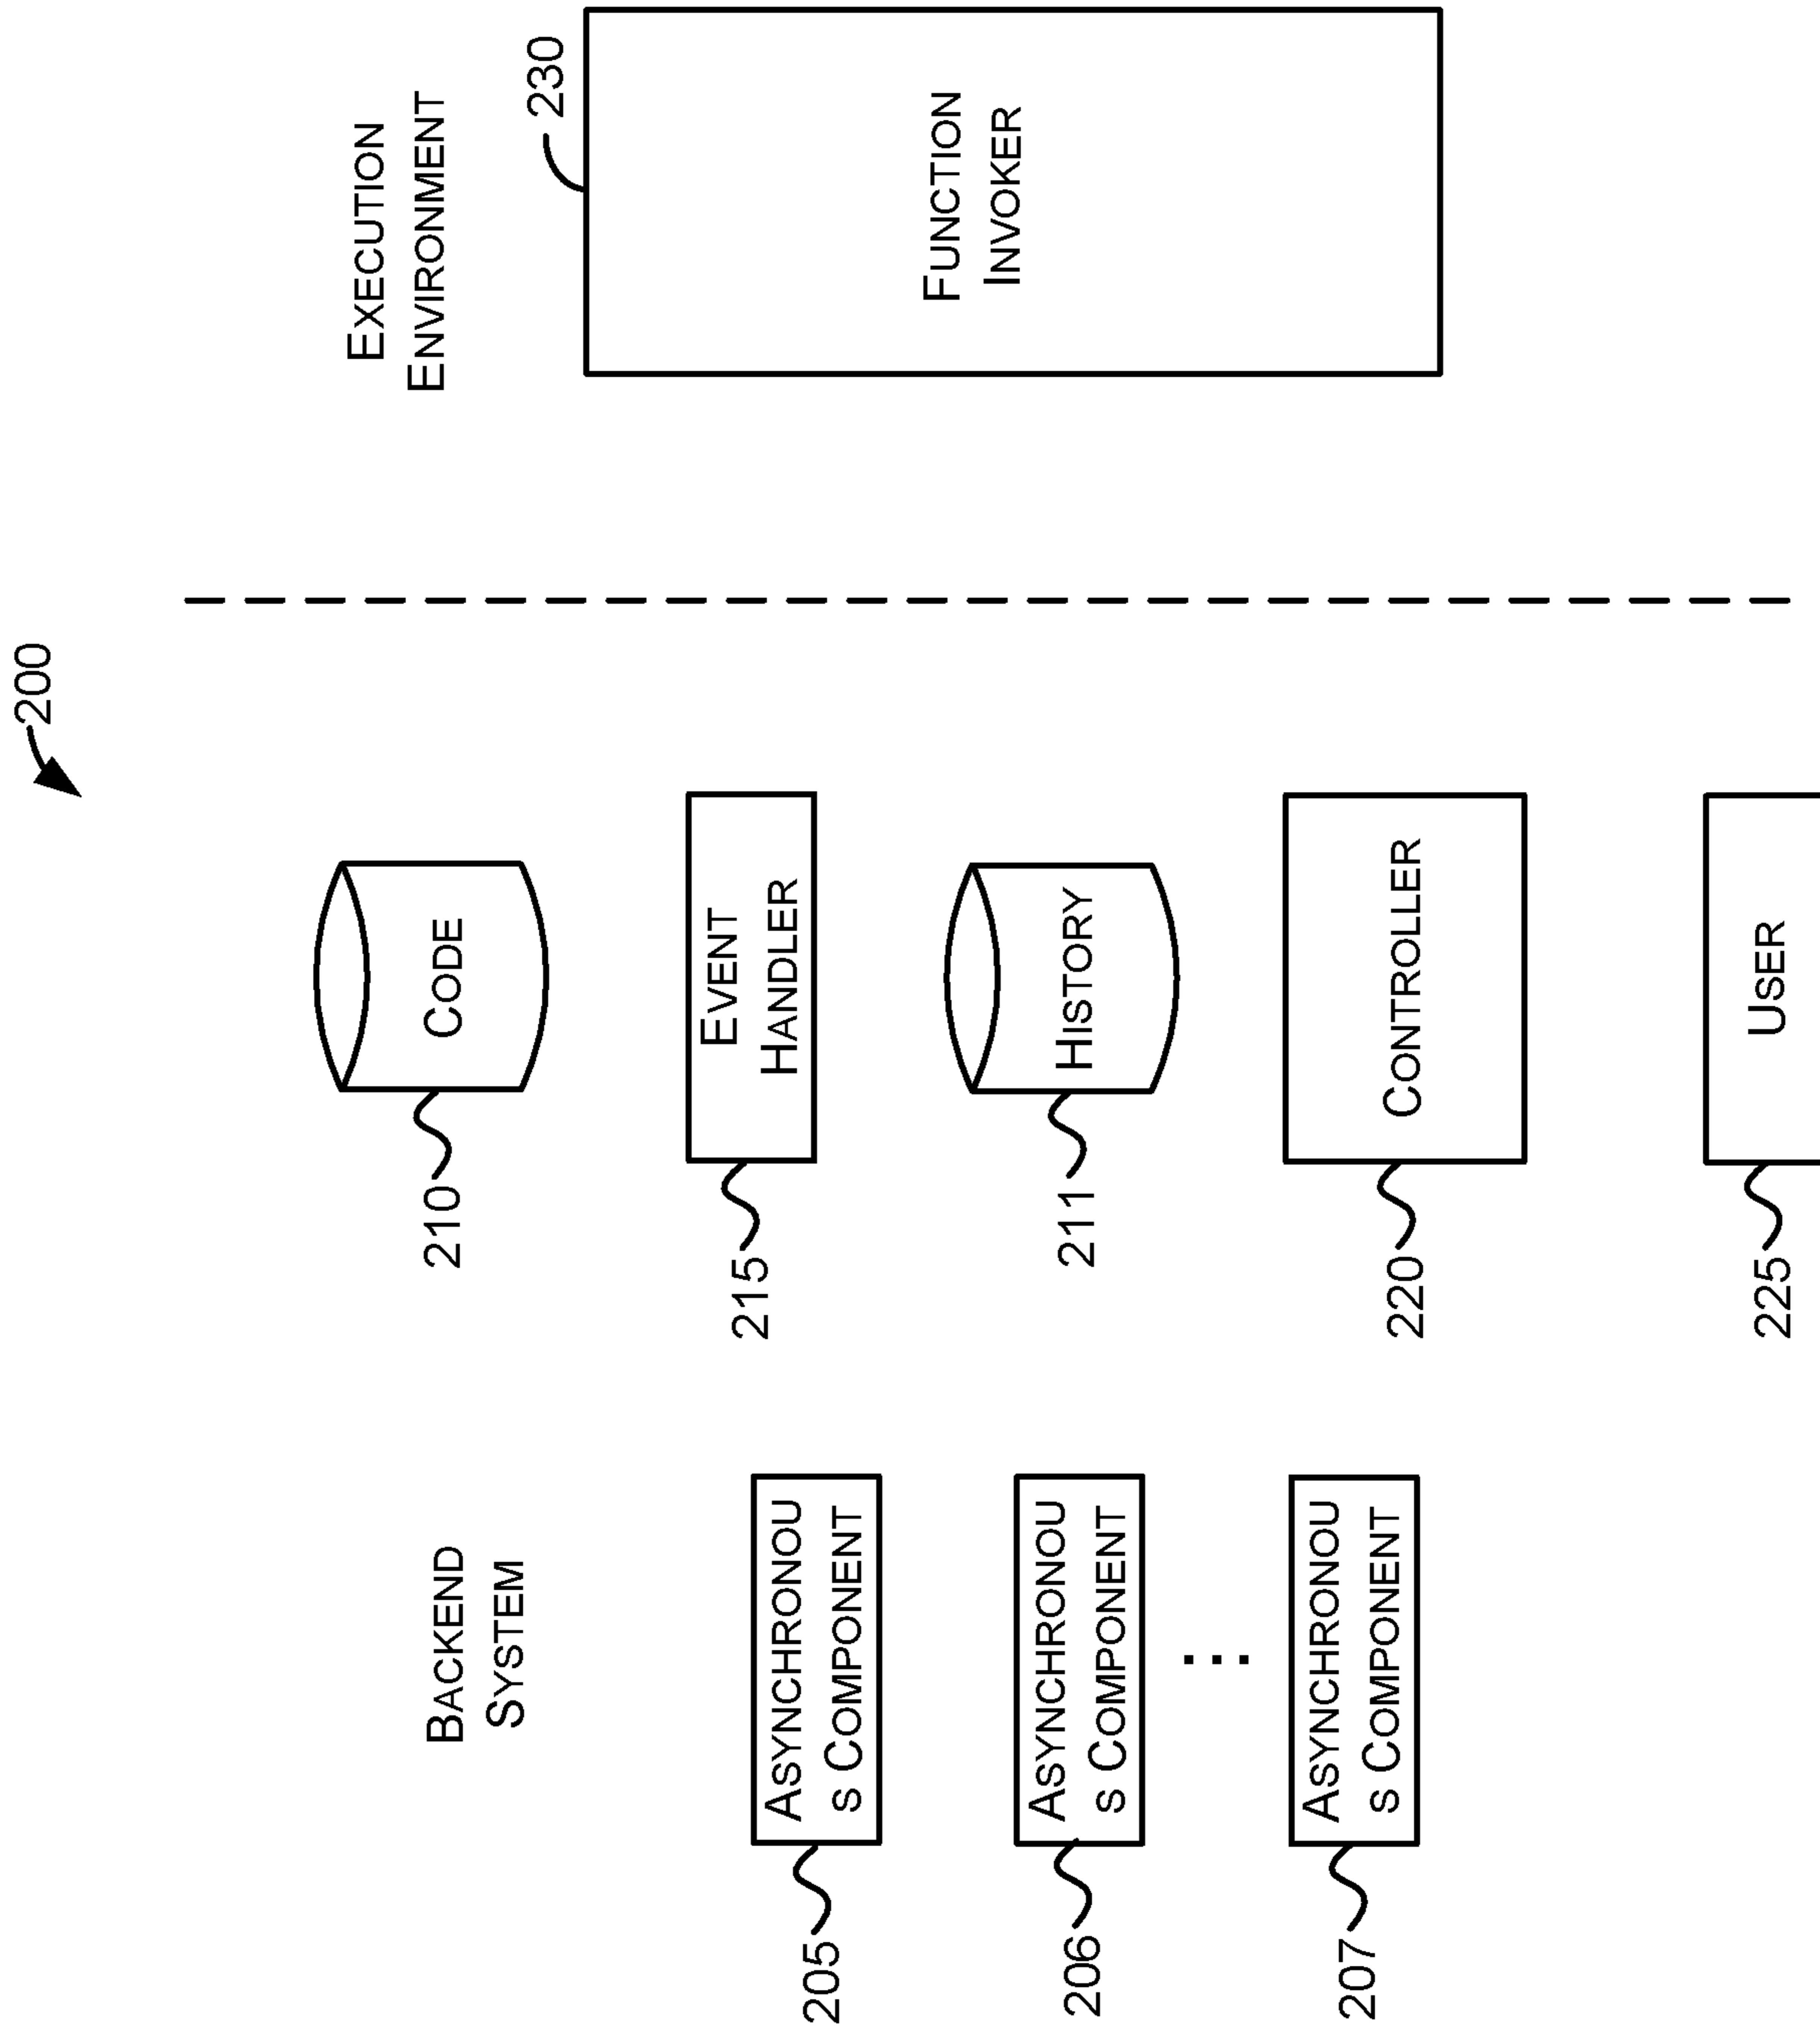 200
BACKEND
SYSTEM
EXECUTION
ENVIRONMENT
205
ASYNCHRONOU
S COMPONENT
206
ASYNCHRONOU
S COMPONENT
...
207
ASYNCHRONOU
S COMPONENT
210
CODE
215
EVENT
HANDLER
211
HISTORY
220
CONTROLLER
225
USER
230
FUNCTION
INVOKER